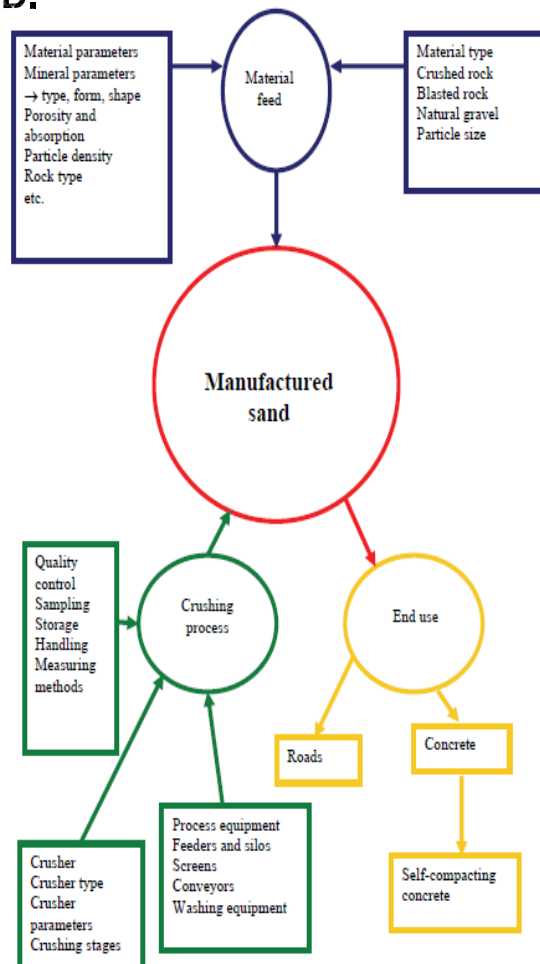 b.
Material parameters
Mineral parameters
→ type, form, shape
Porosity and
absorption
Particle density
Rock type
etc.
Material
feed
Material type
Crushed rock
Blasted rock
Natural gravel
Particle size
Manufactured
sand
Quality
control
Sampling
Storage
Handling
Measuring
methods
Crushing
process
End use
Roads
Concrete
Process equipment
Feeders and silos
Screens
Conveyors
Washing equipment
Crusher
Crusher type
Crusher
parameters
Crushing stages
Self-compacting
concrete